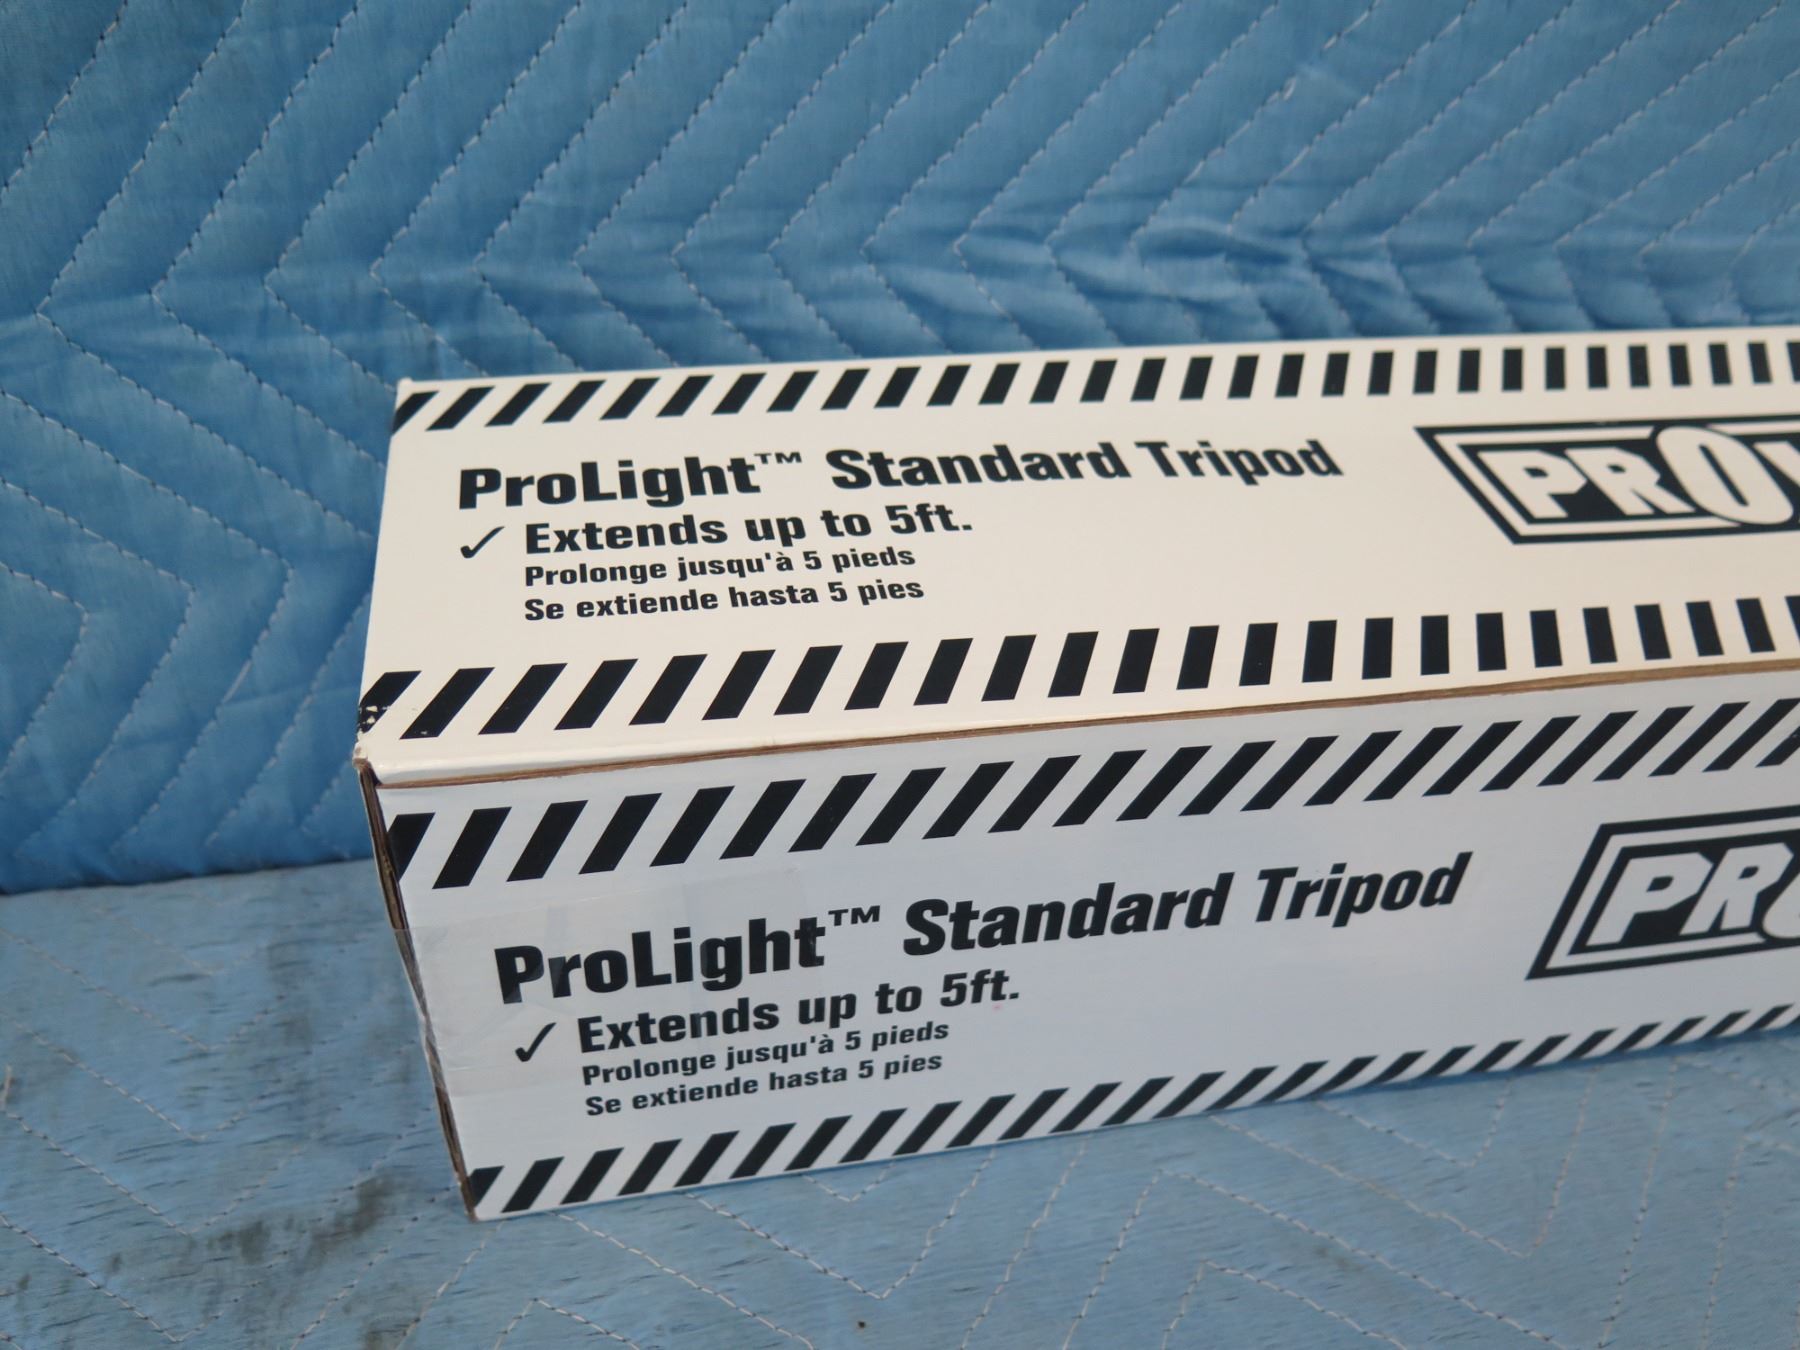 ProLight™ Standard Tripod
✓ Extends up to 5ft.
Prolonge jusqu'à 5 pieds
Se extiende hasta 5 pies
ProLight™ Standard Tripod
✓ Extends up to 5ft.
Prolonge jusqu'à 5 pieds
Se extiende hasta 5 pies